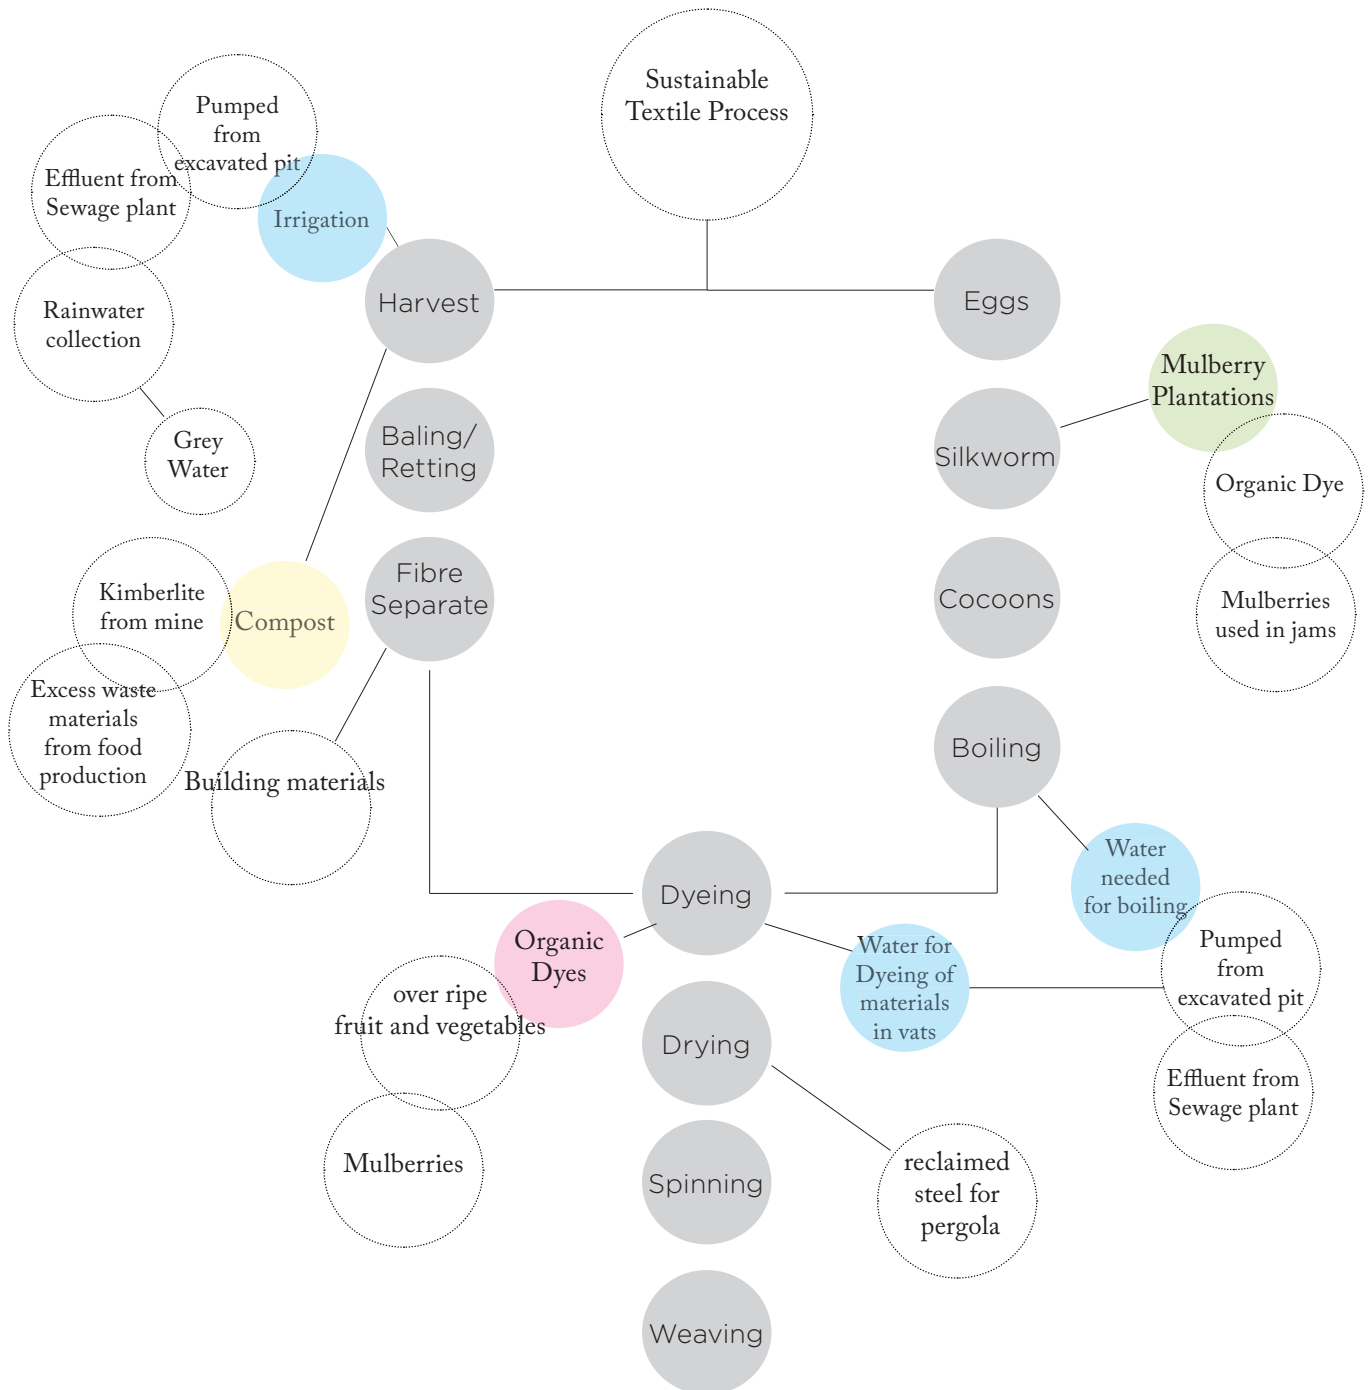 Sustainable
Textile Process
Pumped
from
excavated pit
Effluent from
Sewage plant
Irrigation
Rainwater
collection
Grey
Water
Harvest
Baling/
Retting
Fibre
Separate
Kimberlite
from mine
Compost
Excess waste
materials
from food
production
Building materials
Eggs
Silkworm
Mulberry
Plantations
Organic Dye
Mulberries
used in jams
Cocoons
Boiling
Water
needed
for boiling
Pumped
from
excavated pit
Effluent from
Sewage plant
Dyeing
Organic
Dyes
over ripe
fruit and vegetables
Mulberries
Water for
Dyeing of
materials
in vats
Drying
reclaimed
steel for
pergola
Spinning
Weaving